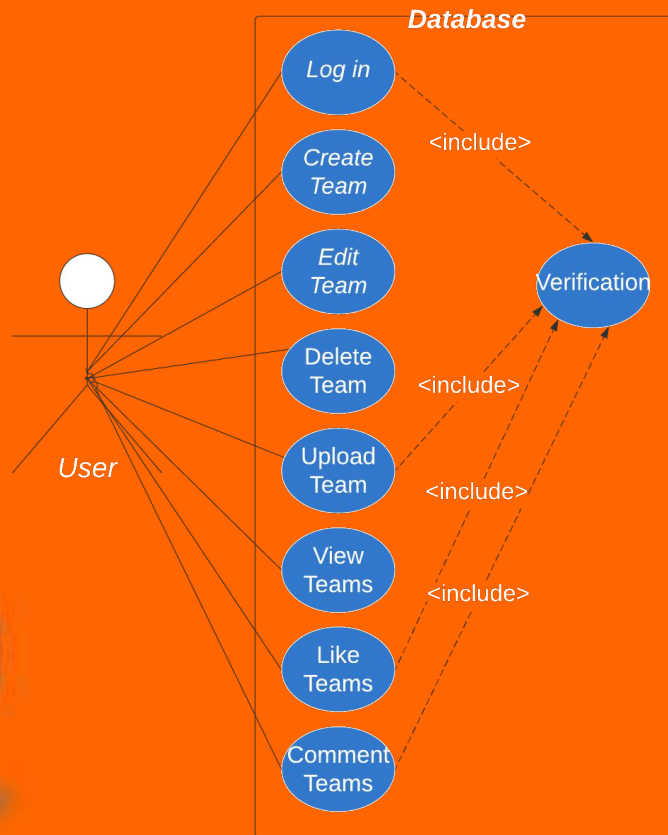 Database
Log in
<include>
Create
Team
Edit
Team
Verification
Delete
Team
<include>
User
Upload
Team
<include>
View
Teams
<include>
Like
Teams
Comment
Teams